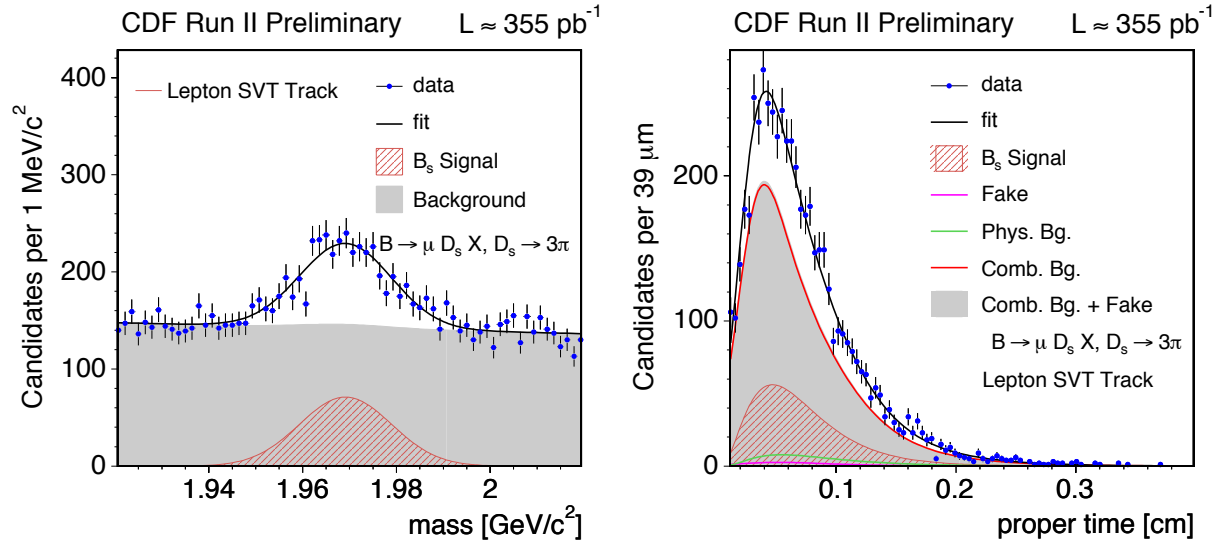 CDF Run II Preliminary L ≈ 355 pb⁻¹
Candidates per 1 MeV/c²
400
300
200
100
0
Lepton SVT Track
data
fit
Bₛ Signal
Background
B → μ Dₛ X, Dₛ → 3π
1.94 1.96 1.98 2
mass [GeV/c²]
CDF Run II Preliminary L ≈ 355 pb⁻¹
Candidates per 39 μm
200
100
0
data
fit
Bₛ Signal
Fake
Phys. Bg.
Comb. Bg.
Comb. Bg. + Fake
B → μ Dₛ X, Dₛ → 3π
Lepton SVT Track
0.1 0.2 0.3
proper time [cm]